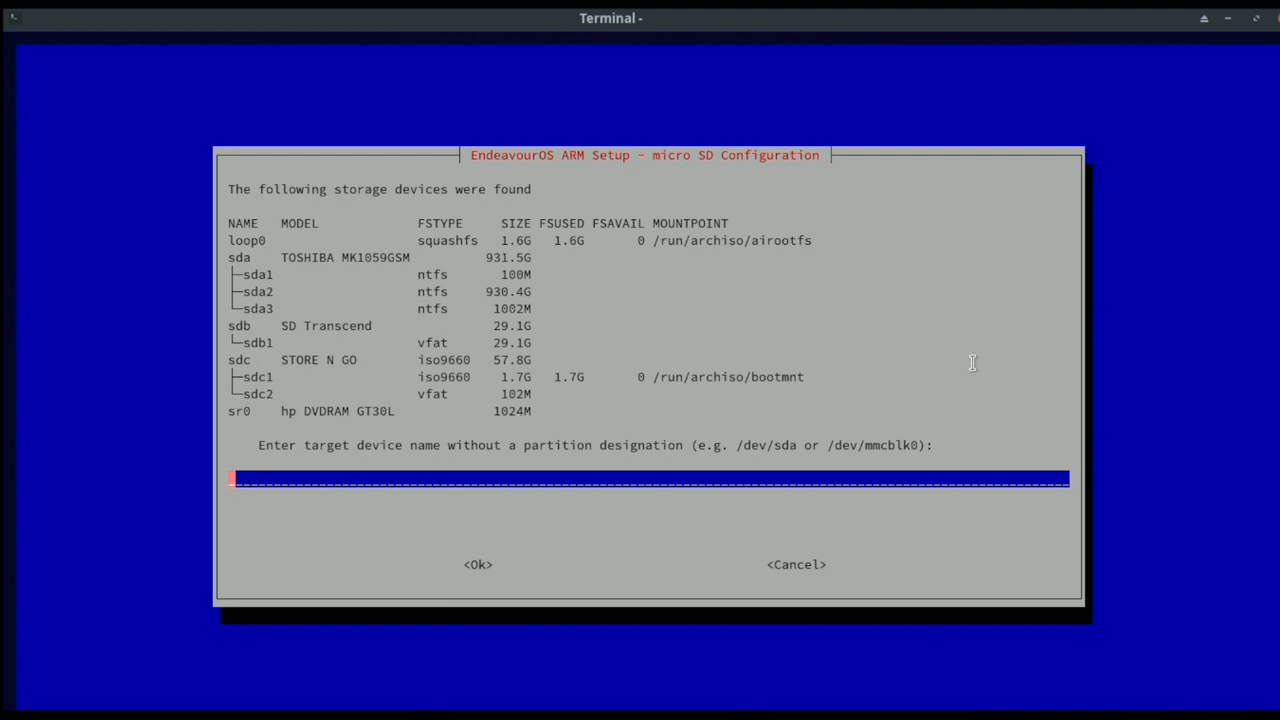 Terminal -
EndeavourOS ARM Setup - micro SD Configuration
The following storage devices were found
NAME MODEL FSTYPE SIZE FSUSED FSAVAIL MOUNTPOINT
loop0 squashfs 1.6G 1.6G 0 /run/archiso/airootfs
sda TOSHIBA MK1059GSM 931.5G
├─sda1 ntfs 100M
├─sda2 ntfs 930.4G
└─sda3 ntfs 1002M
sdb SD Transcend 29.1G
└─sdb1 vfat 29.1G
sdc STORE N GO iso9660 57.8G
├─sdc1 iso9660 1.7G 1.7G 0 /run/archiso/bootmnt
└─sdc2 vfat 102M
sr0 hp DVDRAM GT30L 1024M
Enter target device name without a partition designation (e.g. /dev/sda or /dev/mmcblk0):
<Ok> <Cancel>